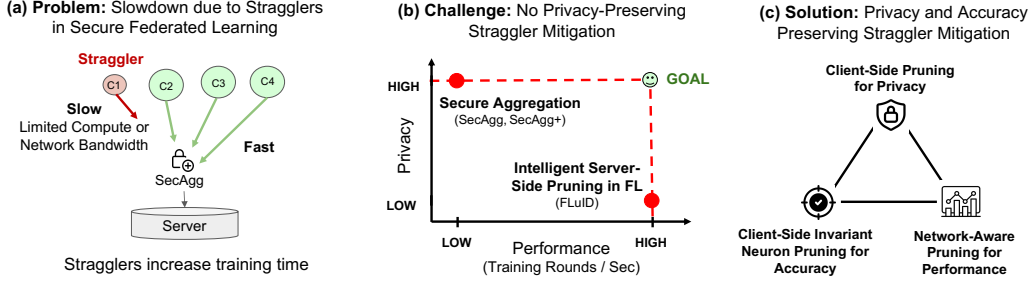 (a) Problem: Slowdown due to Stragglers
in Secure Federated Learning
Straggler
C1
C2
C3
C4
Slow
Limited Compute or
Network Bandwidth
Fast
SecAgg
Server
Stragglers increase training time
(b) Challenge: No Privacy-Preserving
Straggler Mitigation
HIGH
GOAL
Secure Aggregation
(SecAgg, SecAgg+)
Privacy
Intelligent Server-
Side Pruning in FL
(FLuID)
LOW
LOW
HIGH
Performance
(Training Rounds / Sec)
(c) Solution: Privacy and Accuracy
Preserving Straggler Mitigation
Client-Side Pruning
for Privacy
Client-Side Invariant
Neuron Pruning for
Accuracy
Network-Aware
Pruning for
Performance